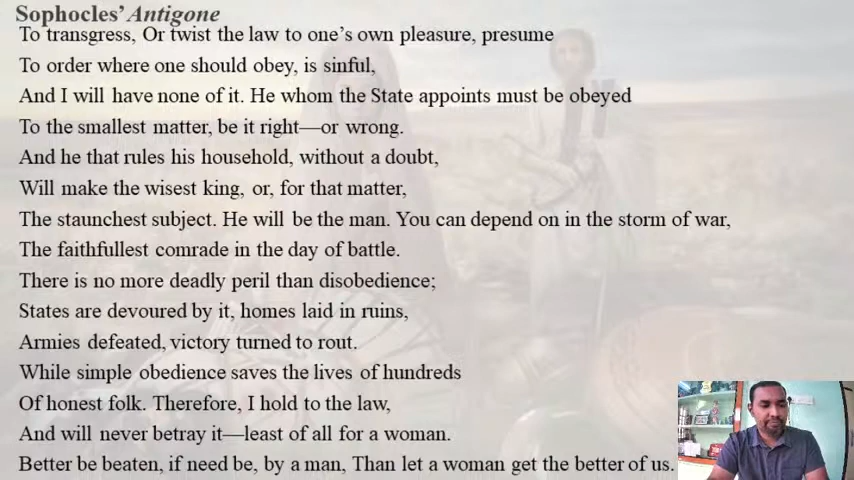 Sophocles' Antigone
To transgress, Or twist the law to one's own pleasure, presume
To order where one should obey, is sinful,
And I will have none of it. He whom the State appoints must be obeyed
To the smallest matter, be it right—or wrong.
And he that rules his household, without a doubt,
Will make the wisest king, or, for that matter,
The staunchest subject. He will be the man. You can depend on in the storm of war,
The faithfullest comrade in the day of battle.
There is no more deadly peril than disobedience;
States are devoured by it, homes laid in ruins,
Armies defeated, victory turned to rout.
While simple obedience saves the lives of hundreds
Of honest folk. Therefore, I hold to the law,
And will never betray it—least of all for a woman.
Better be beaten, if need be, by a man, Than let a woman get the better of us.